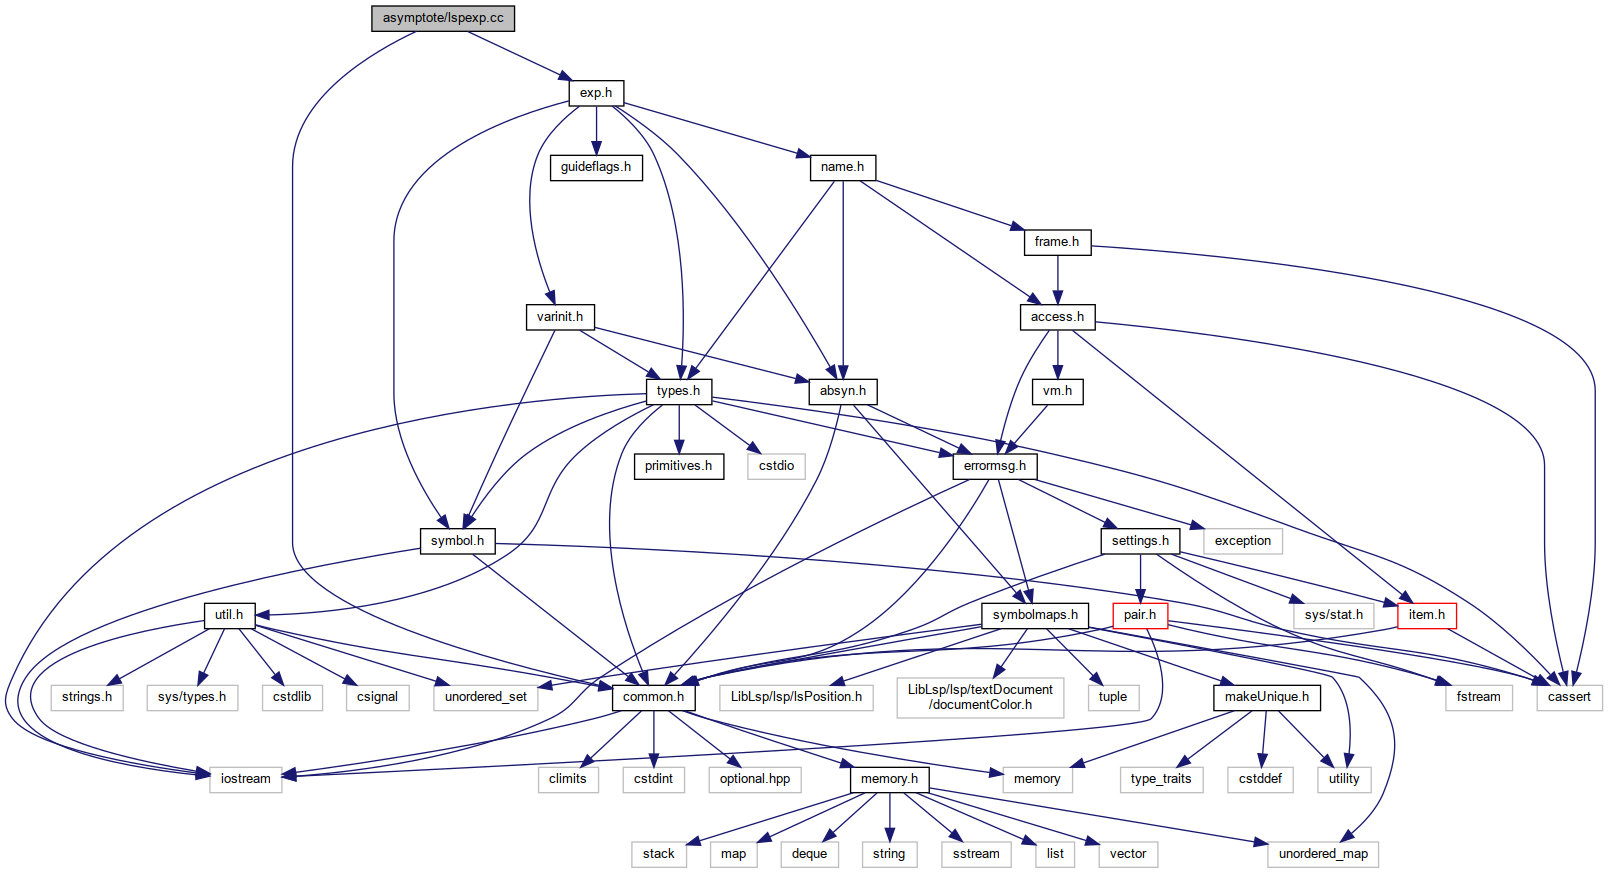 asymptote/lspexp.cc
exp.h
guideflags.h
name.h
frame.h
varinit.h
access.h
types.h
absyn.h
vm.h
primitives.h
cstdio
errormsg.h
symbol.h
settings.h
exception
util.h
symbolmaps.h
pair.h
sys/stat.h
item.h
strings.h
sys/types.h
cstdlib
csignal
unordered_set
common.h
LibLsp/lsp/lsPosition.h
LibLsp/lsp/textDocument
/documentColor.h
tuple
makeUnique.h
fstream
cassert
iostream
climits
cstdint
optional.hpp
memory.h
memory
type_traits
cstddef
utility
stack
map
deque
string
sstream
list
vector
unordered_map